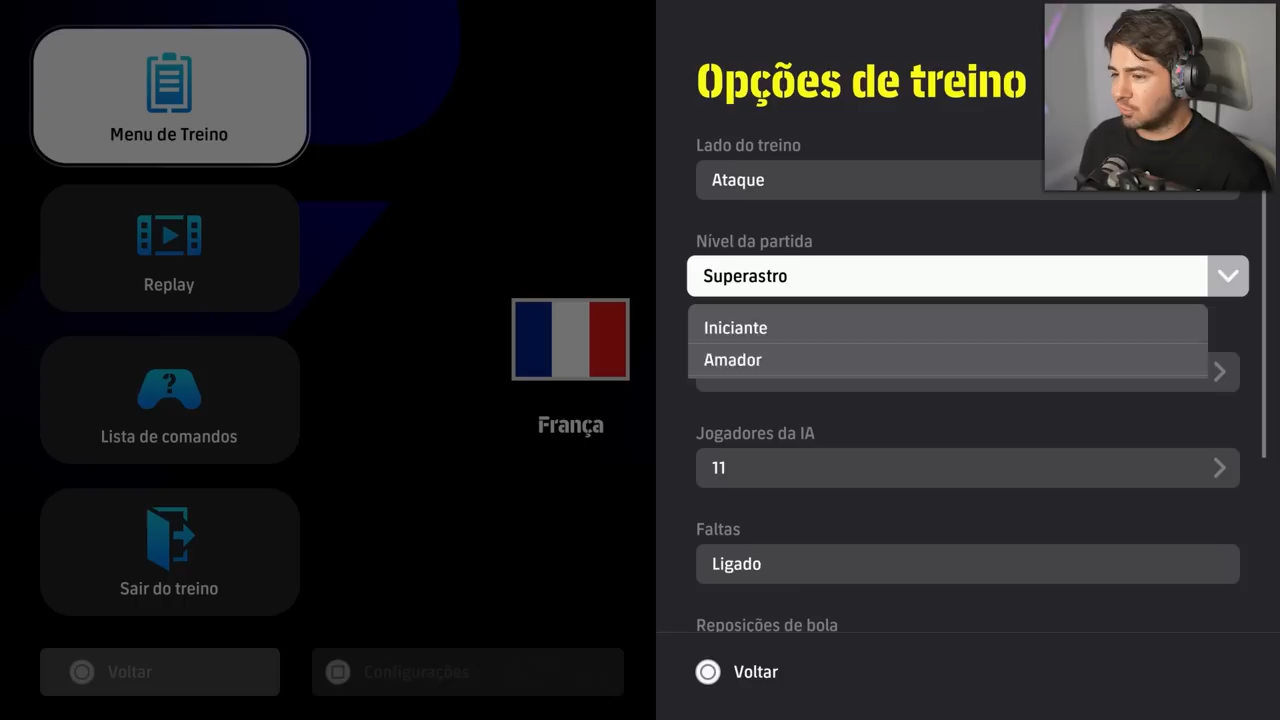 Menu de Treino
Replay
Lista de comandos
Sair do treino
Voltar
Configurações
França
Opções de treino
Lado do treino
Ataque
Nível da partida
Superastro
Iniciante
Amador
Jogadores da IA
11
Faltas
Ligado
Reposições de bola
Voltar